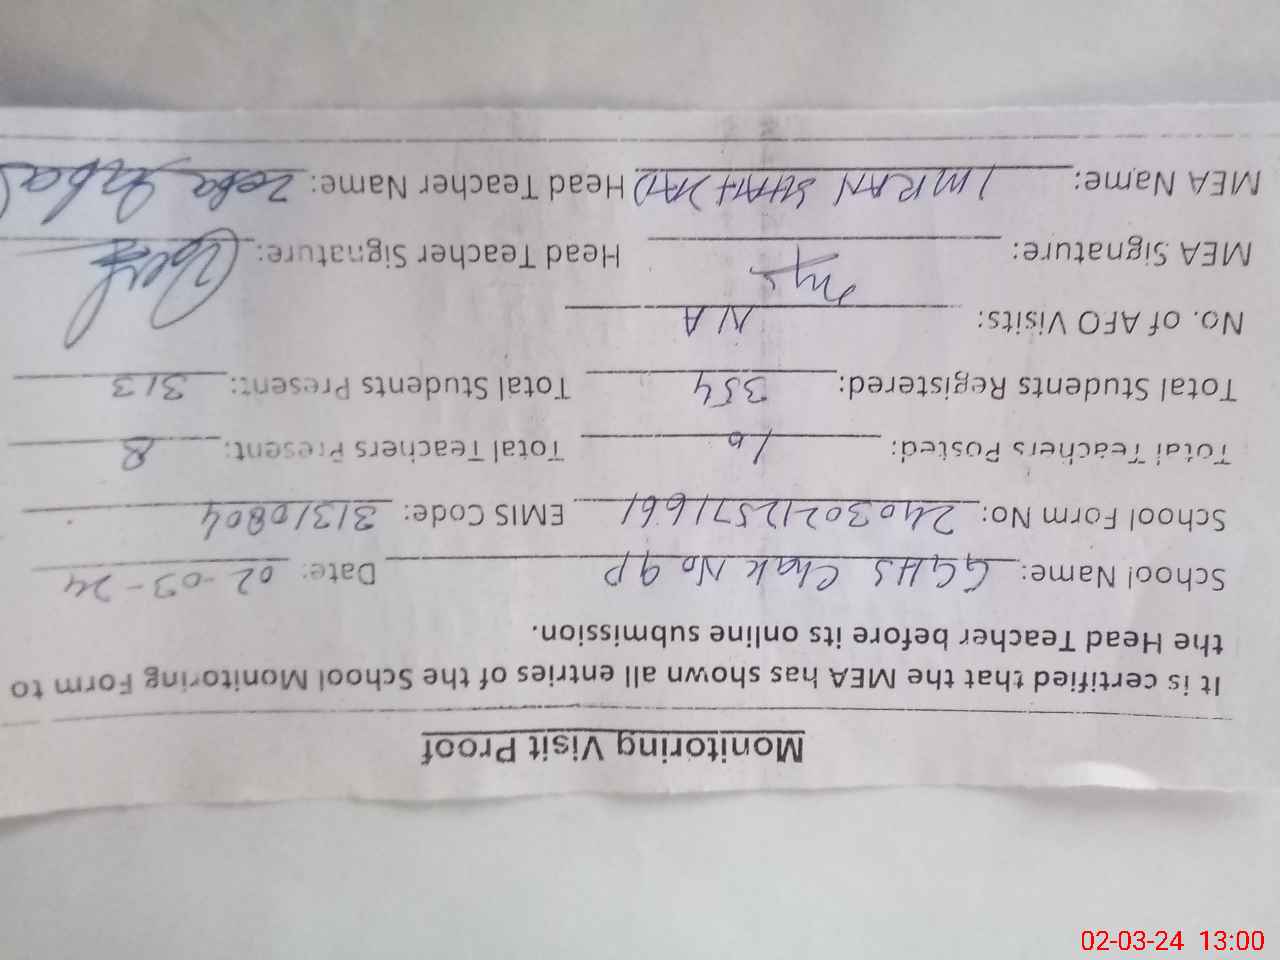 Monitoring Visit Proof
It is certified that the MEA has shown all entries of the School Monitoring Form to
the Head Teacher before its online submission.
School Name: GGHS Chak No 9P Date: 02-03-24
School Form No: 24030212571661 EMIS Code: 31310804
Total Teachers Posted: 10 Total Teachers Present: 8
Total Students Registered: 354 Total Students Present: 313
No. of AFO Visits: N/A
MEA Signature: Head Teacher Signature:
MEA Name: IMRAN SHAHZAD Head Teacher Name:
02-03-24 13:00